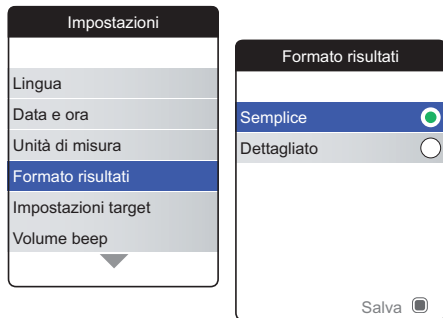 Impostazioni
Lingua
Data e ora
Unità di misura
Formato risultati
Impostazioni target
Volume beep
Formato risultati
Semplice
Dettagliato
Salva